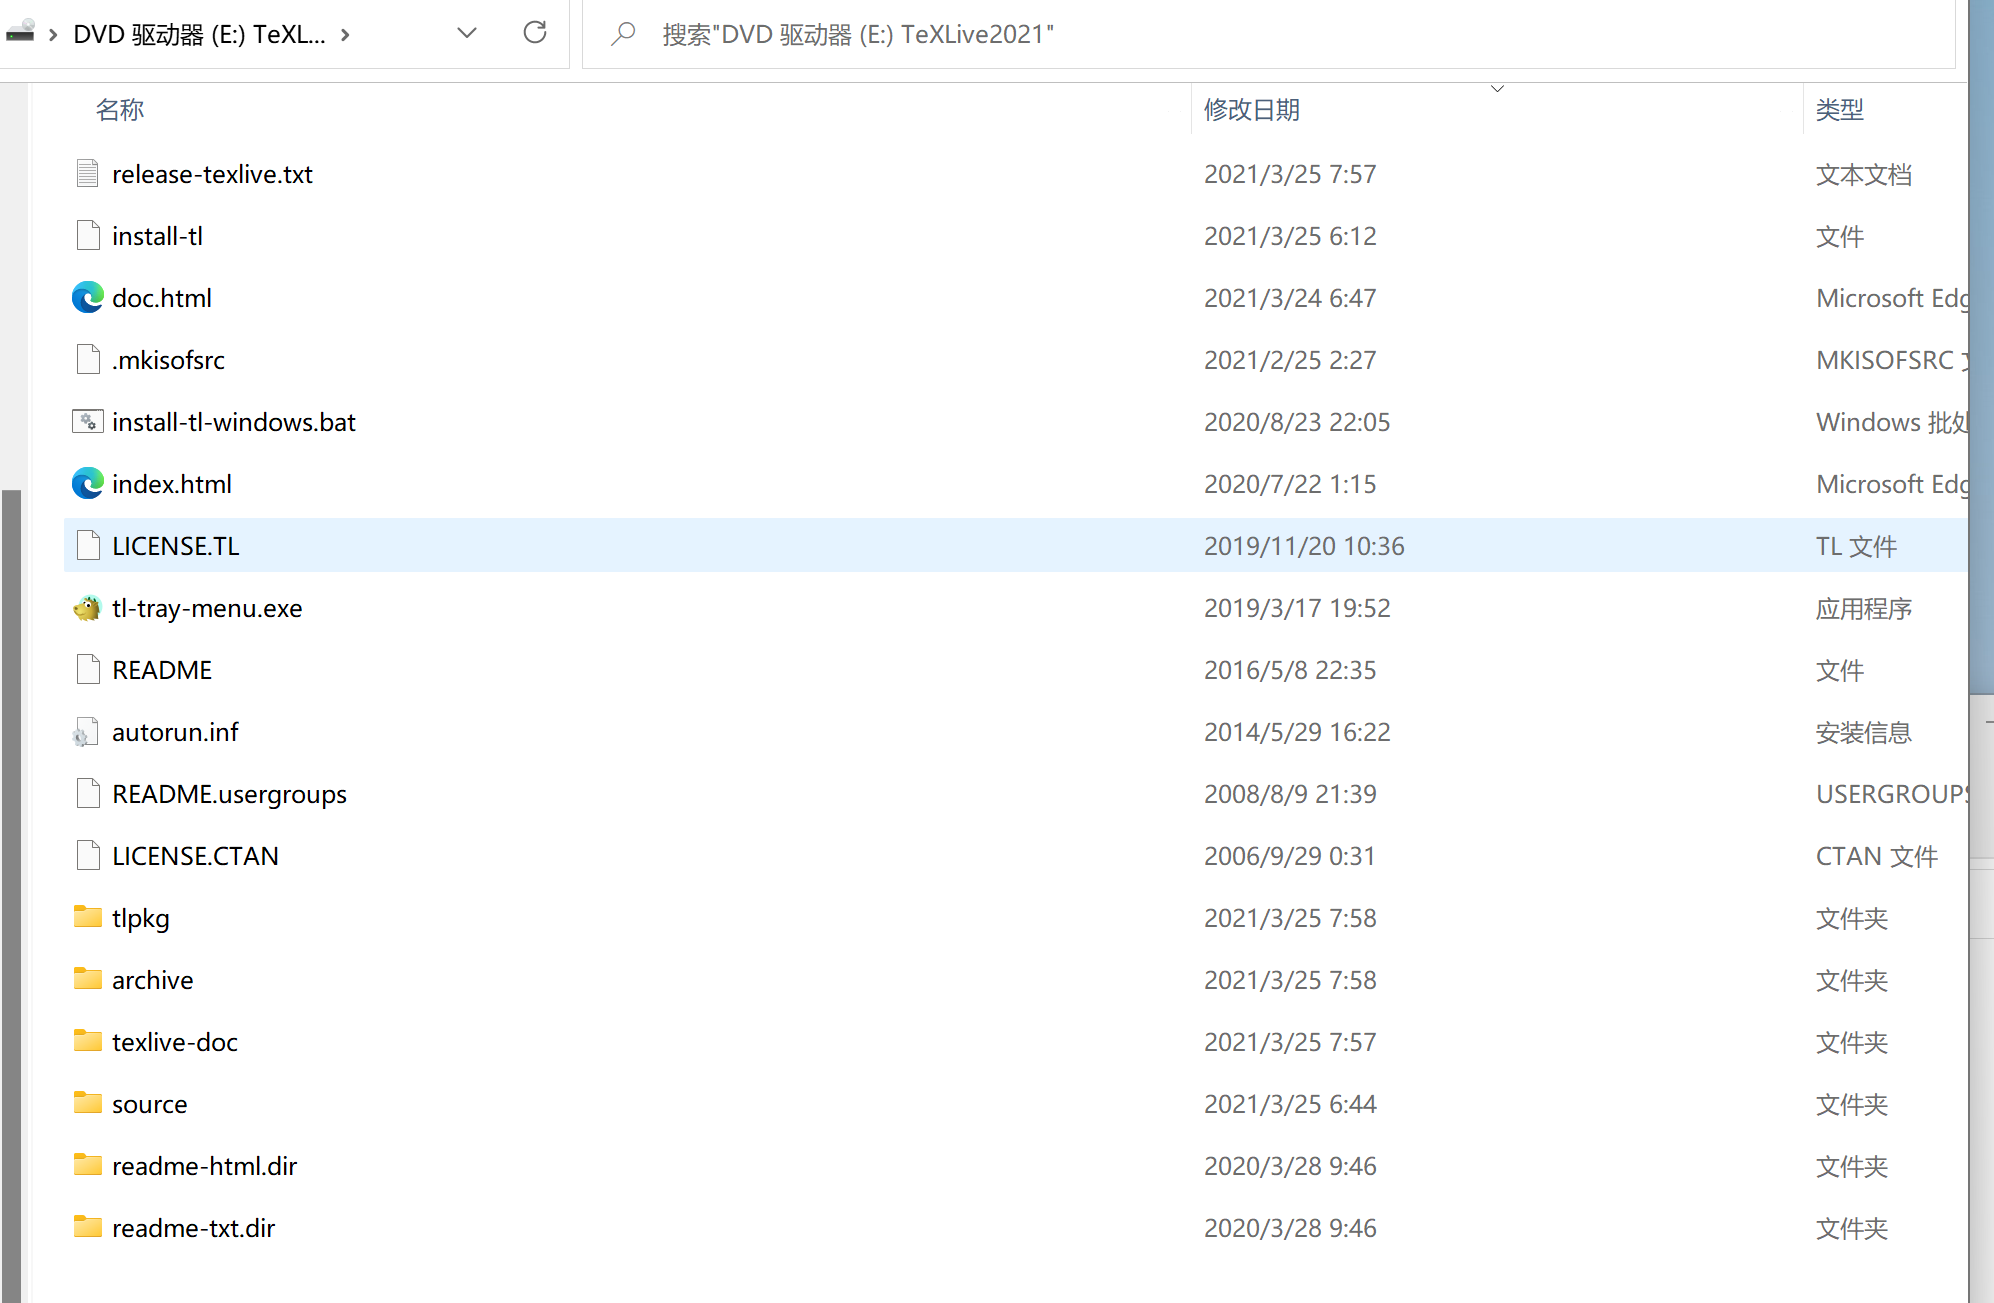 DVD 驱动器 (E:) TeXL... 搜索"DVD 驱动器 (E:) TeXLive2021"
名称 修改日期 类型
release-texlive.txt 2021/3/25 7:57 文本文档
install-tl 2021/3/25 6:12 文件
doc.html 2021/3/24 6:47 Microsoft Edg
.mkisofsrc 2021/2/25 2:27 MKISOFSRC
install-tl-windows.bat 2020/8/23 22:05 Windows 批处
index.html 2020/7/22 1:15 Microsoft Edg
LICENSE.TL 2019/11/20 10:36 TL 文件
tl-tray-menu.exe 2019/3/17 19:52 应用程序
README 2016/5/8 22:35 文件
autorun.inf 2014/5/29 16:22 安装信息
README.usergroups 2008/8/9 21:39 USERGROUPS
LICENSE.CTAN 2006/9/29 0:31 CTAN 文件
tlpkg 2021/3/25 7:58 文件夹
archive 2021/3/25 7:58 文件夹
texlive-doc 2021/3/25 7:57 文件夹
source 2021/3/25 6:44 文件夹
readme-html.dir 2020/3/28 9:46 文件夹
readme-txt.dir 2020/3/28 9:46 文件夹